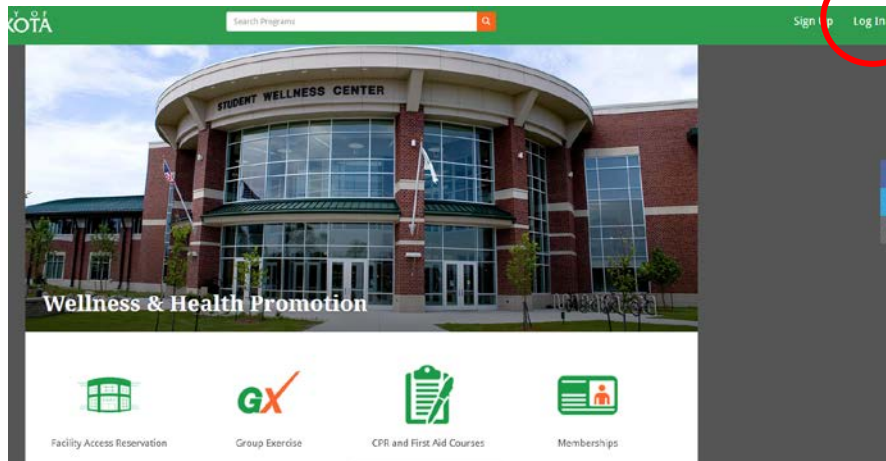 Y OF
KOTA
Search Programs
Sign Up
Log In
STUDENT WELLNESS CENTER
Wellness & Health Promotion
GX
Facility Access Reservation
Group Exercise
CPR and First Aid Courses
Memberships